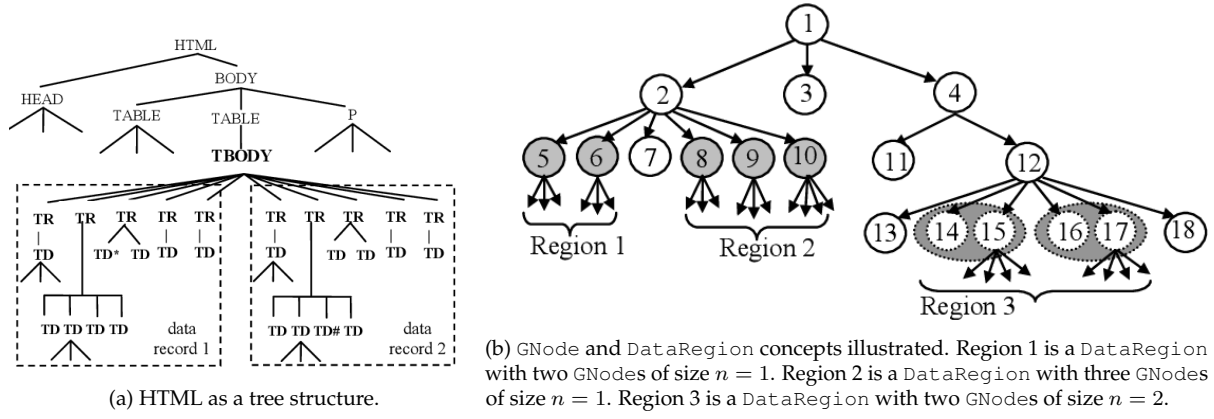 HTML
BODY
HEAD
TABLE TABLE P
TBODY
TR TR TR TR TR TR TR TR TR TR
TD TD* TD TD TD TD TD TD TD TD
TD TD TD TD TD TD TD# TD
data
record 1
data
record 2
(a) HTML as a tree structure.
1
2 3 4
5 6 7 8 9 10 11 12
Region 1 Region 2
13 14 15 16 17 18
Region 3
(b) GNode and DataRegion concepts illustrated. Region 1 is a DataRegion
with two GNodes of size n = 1. Region 2 is a DataRegion with three GNodes
of size n = 1. Region 3 is a DataRegion with two GNodes of size n = 2.